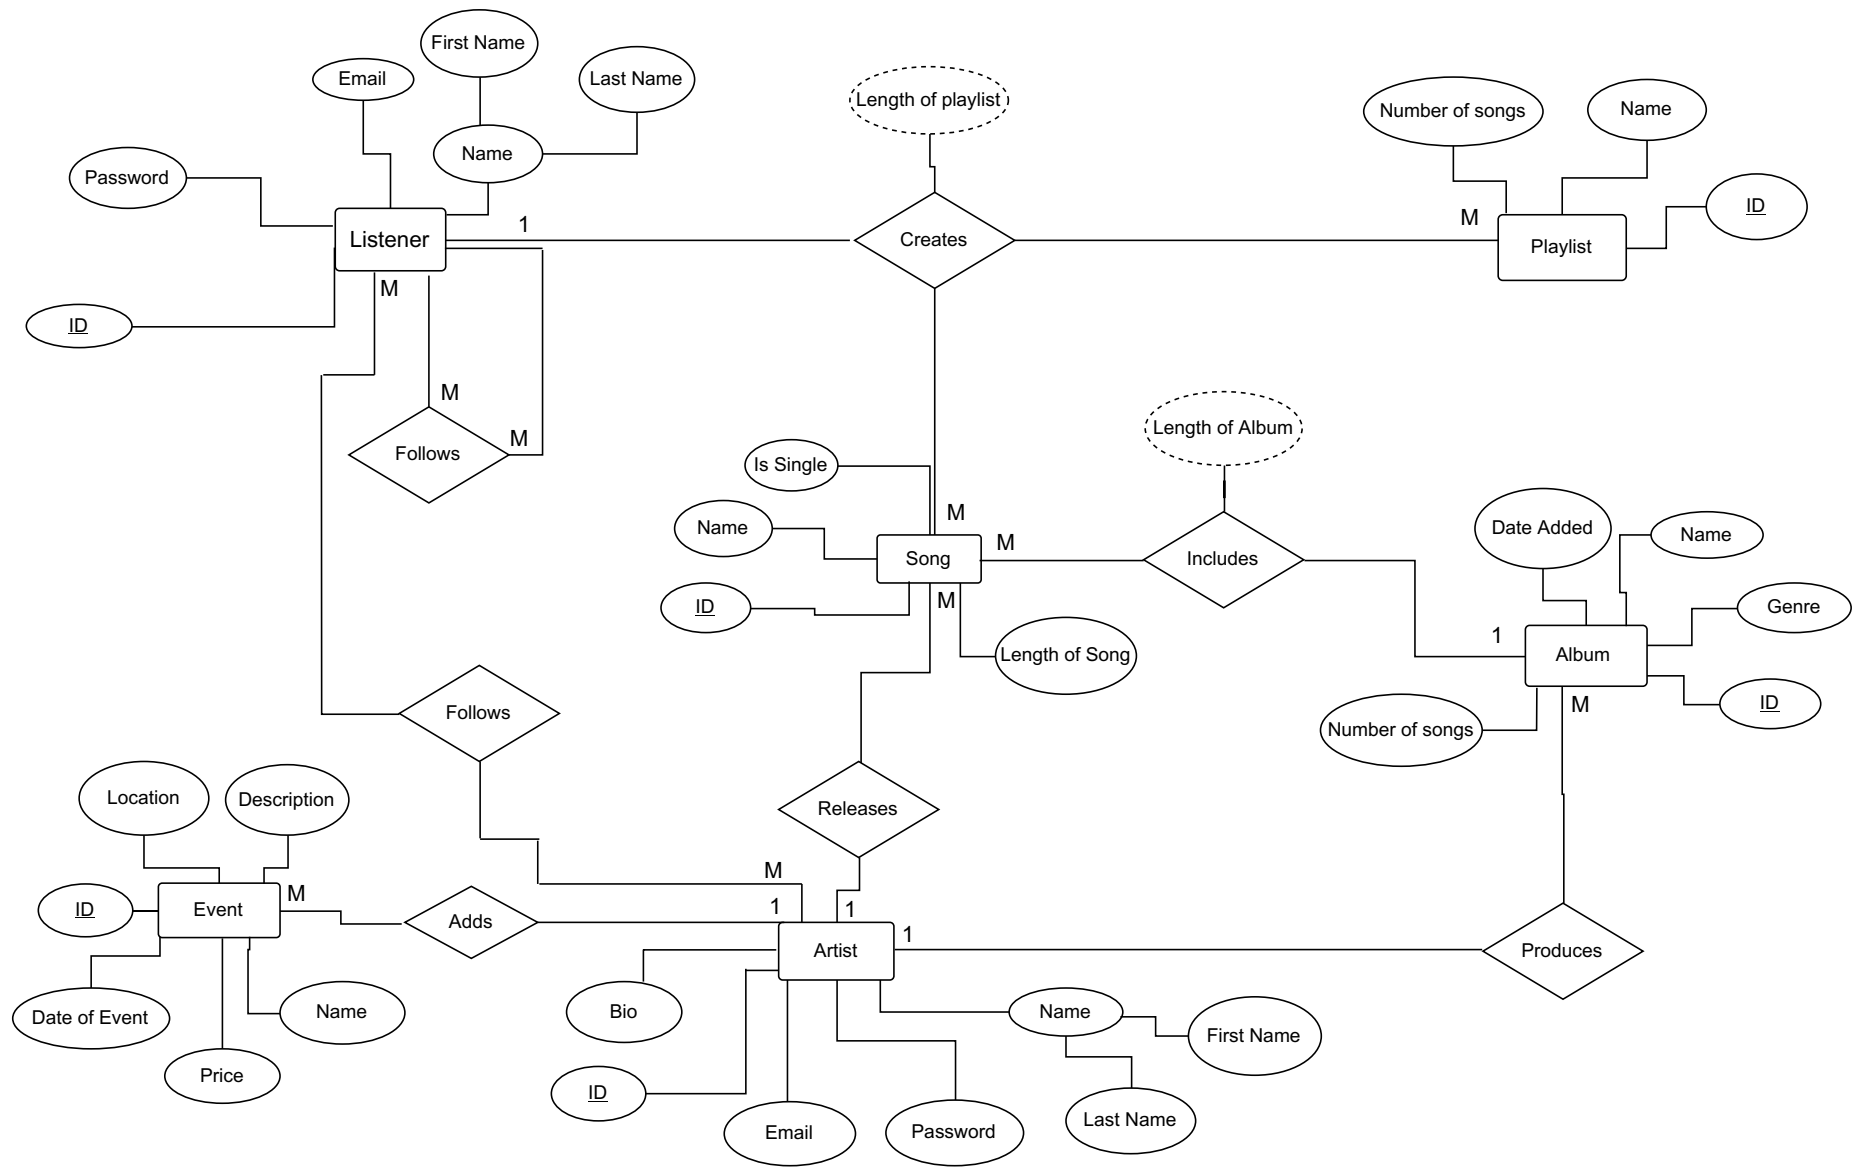 First Name
Email
Last Name
Length of playlist
Number of songs
Name
Name
Password
ID
Listener
1
Creates
M
Playlist
M
ID
M
Follows
M
Length of Album
Is Single
M
Name
Song
M
Includes
Date Added
Name
ID
M
Length of Song
Genre
1
Album
ID
M
Number of songs
Follows
Location
Description
Releases
M
ID
Event
M
Adds
1
1
Artist
1
Produces
Date of Event
Name
Price
Bio
ID
Email
Password
Name
First Name
Last Name